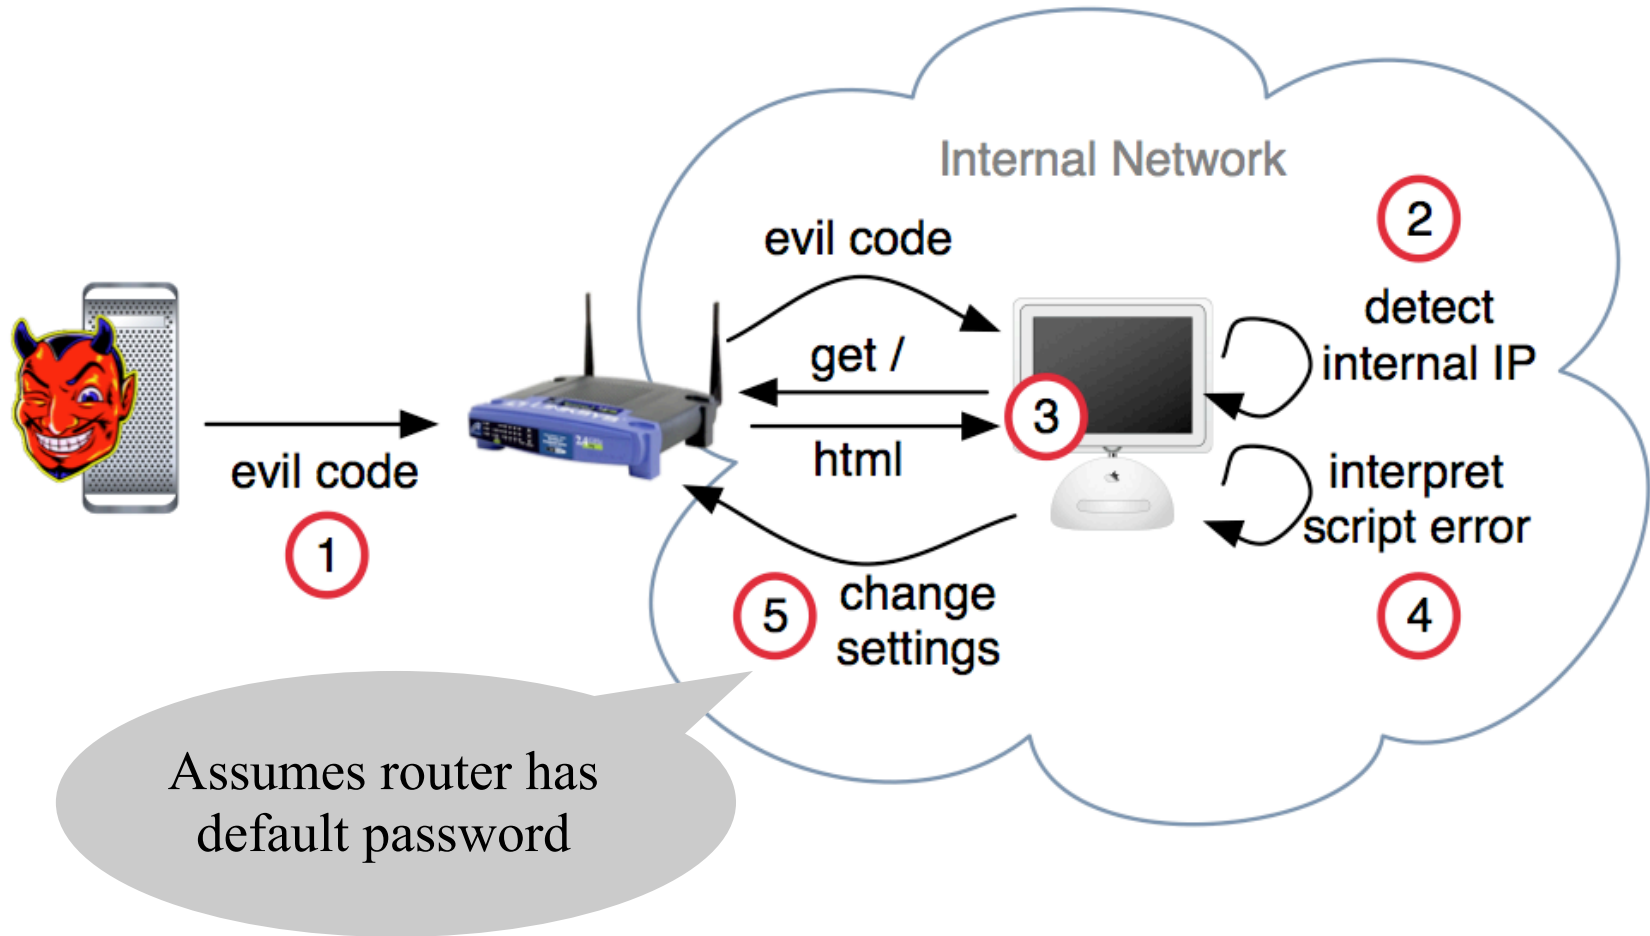 Internal Network
2
evil code
detect
internal IP
get /
3
html
evil code
interpret
script error
1
5
change
settings
4
Assumes router has
default password